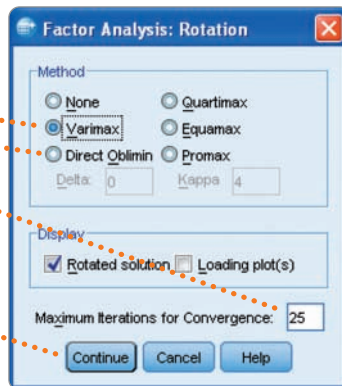 Factor Analysis: Rotation
Method
None Quartimax
Varimax Equamax
Direct Oblimin Promax
Delta: 0 Kappa 4
Display
Rotated solution Loading plot(s)
Maximum Iterations for Convergence: 25
Continue Cancel Help